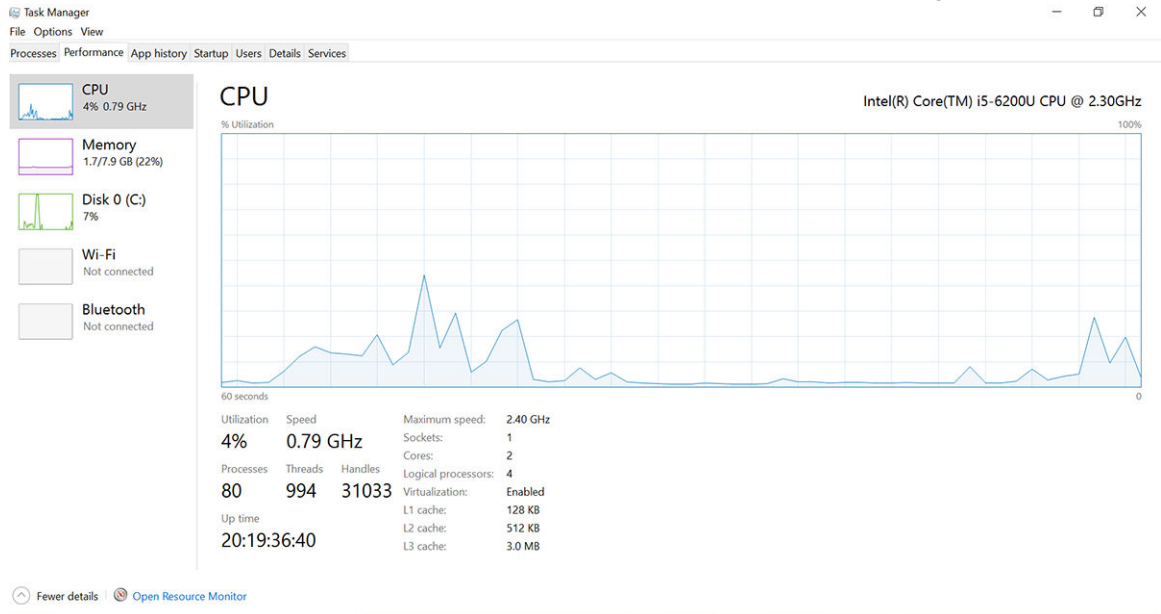 Task Manager
File Options View
Processes Performance App history Startup Users Details Services
CPU
4% 0.79 GHz
Memory
1.7/7.9 GB (22%)
Disk 0 (C:)
7%
Wi-Fi
Not connected
Bluetooth
Not connected
CPU
Intel(R) Core(TM) i5-6200U CPU @ 2.30GHz
% Utilization 100%
60 seconds 0
Utilization Speed
4% 0.79 GHz
Processes Threads Handles
80 994 31033
Up time
20:19:36:40
Maximum speed: 2.40 GHz
Sockets: 1
Cores: 2
Logical processors: 4
Virtualization: Enabled
L1 cache: 128 KB
L2 cache: 512 KB
L3 cache: 3.0 MB
Fewer details Open Resource Monitor